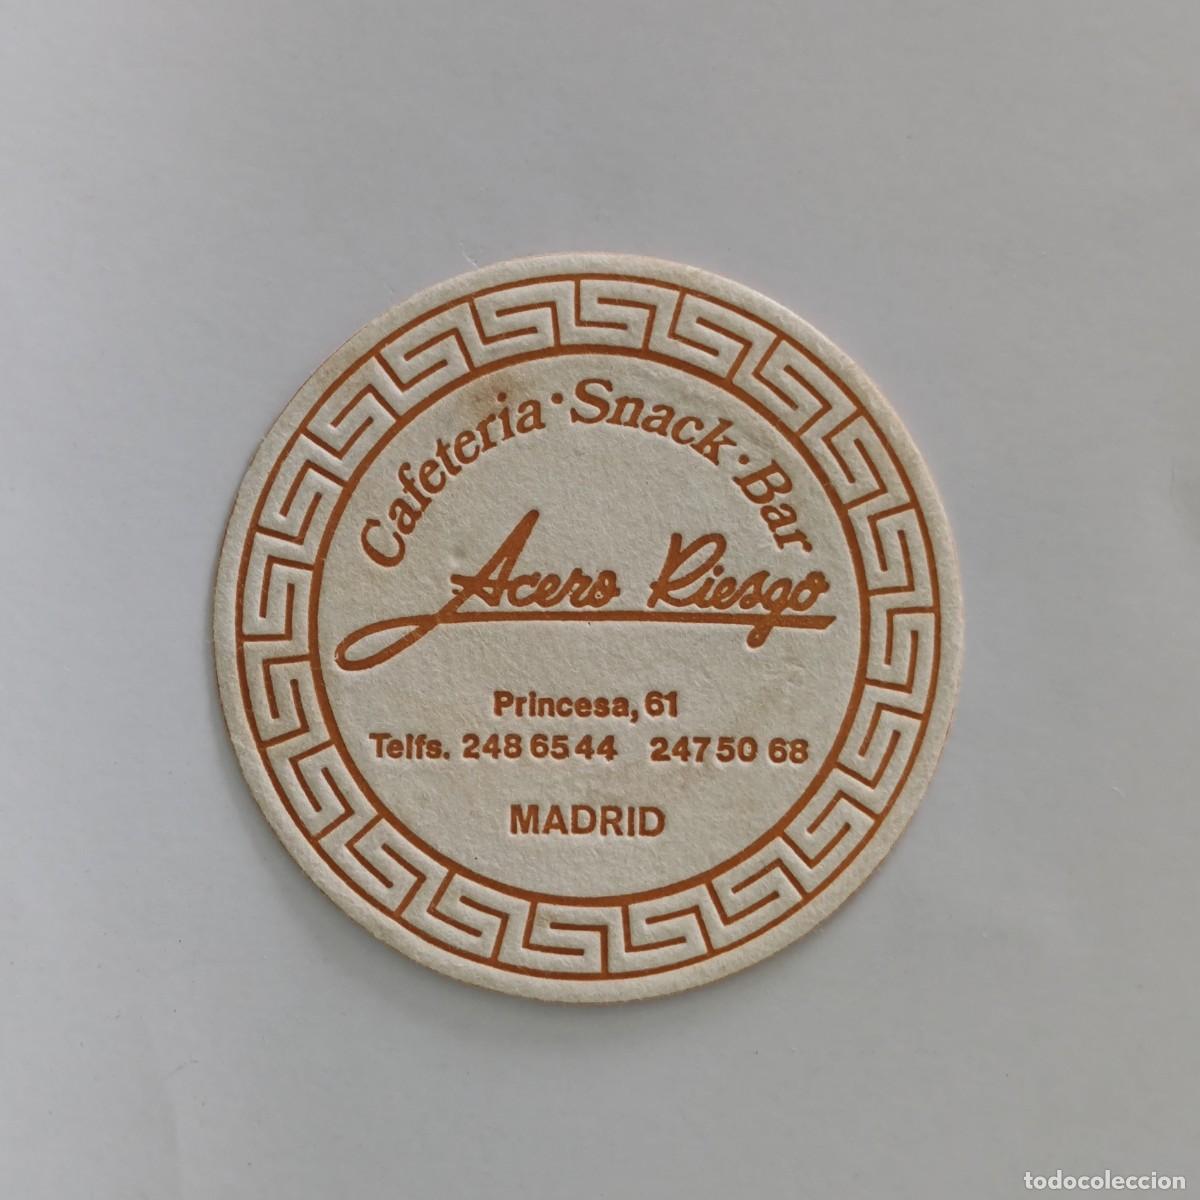 Cafeteria · Snack · Bar
Acero Riesgo
Princesa, 61
Telfs. 248 65 44 247 50 68
MADRID
todocoleccion